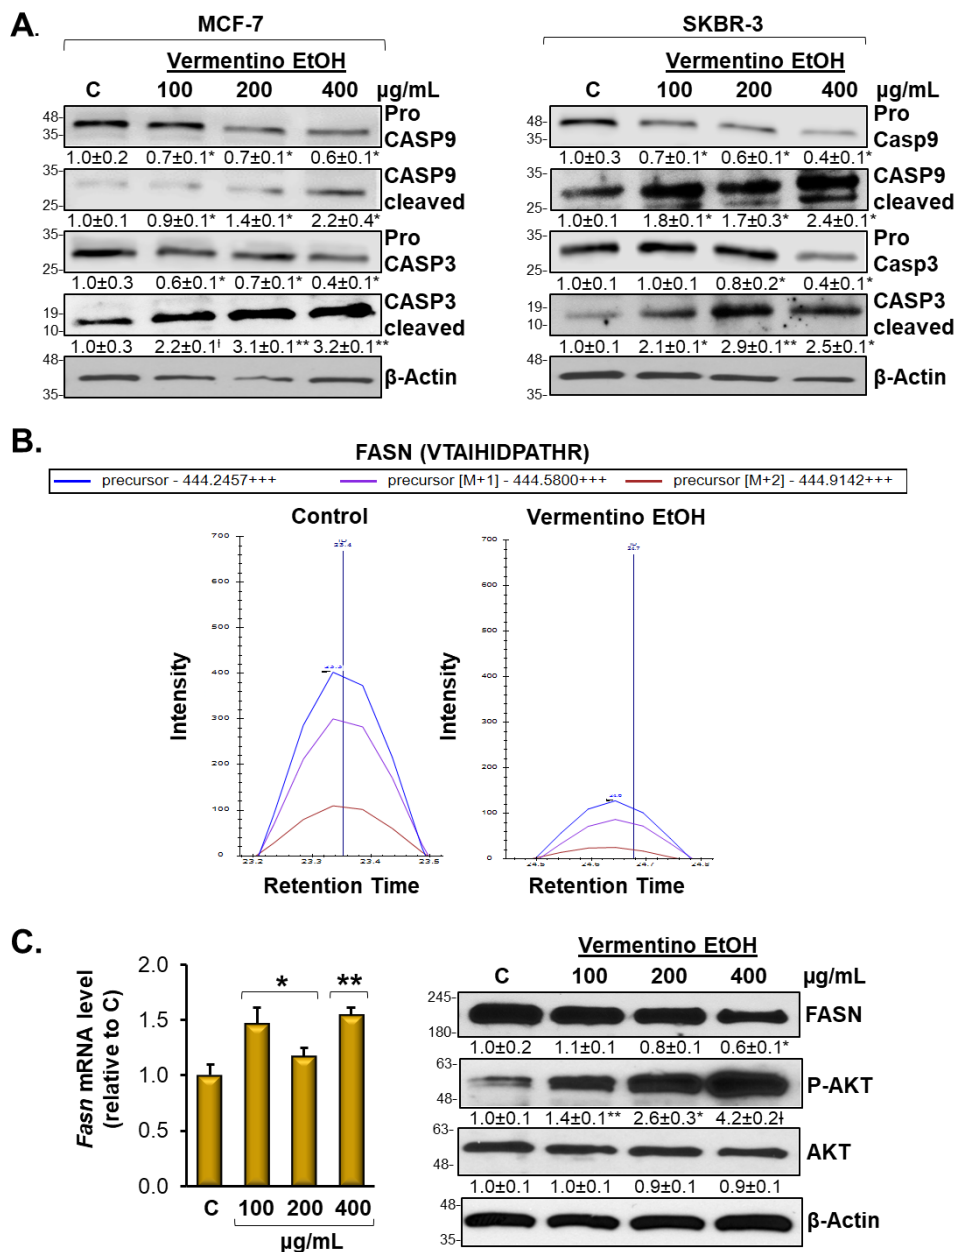 A.
MCF-7
SKBR-3
Vermentino EtOH
Vermentino EtOH
C 100 200 400 µg/mL
C 100 200 400 µg/mL
48-
35-
Pro
CASP9
48-
35-
Pro
Casp9
1.0±0.2 0.7±0.1* 0.7±0.1* 0.6±0.1*
1.0±0.3 0.7±0.1* 0.6±0.1* 0.4±0.1*
35-
25-
CASP9
cleaved
35-
25-
CASP9
cleaved
1.0±0.1 0.9±0.1* 1.4±0.1* 2.2±0.4*
1.0±0.1 1.8±0.1* 1.7±0.3* 2.4±0.1*
35-
25-
Pro
CASP3
35-
25-
Pro
Casp3
1.0±0.3 0.6±0.1* 0.7±0.1* 0.4±0.1*
1.0±0.1 1.0±0.1 0.8±0.2* 0.4±0.1*
19-
10-
CASP3
cleaved
19-
10-
CASP3
cleaved
1.0±0.3 2.2±0.1ƚ 3.1±0.1** 3.2±0.1**
1.0±0.1 2.1±0.1* 2.9±0.1** 2.5±0.1*
48-
35-
β-Actin
48-
35-
β-Actin
B.
FASN (VTAIHIDPATHR)
precursor - 444.2457+++ precursor [M+1] - 444.5800+++ precursor [M+2] - 444.9142+++
Control
Vermentino EtOH
Intensity
700
600
500
400
300
200
100
0
23.4
23.2 23.3 23.4 23.5
Retention Time
Intensity
700
600
500
400
300
200
100
0
24.7
24.5 24.6 24.7 24.8
Retention Time
C.
Fasn mRNA level
(relative to C)
2.0
1.5
1.0
0.5
0.0
*
**
C 100 200 400
µg/mL
Vermentino EtOH
C 100 200 400 µg/mL
245-
180-
FASN
1.0±0.2 1.1±0.1 0.8±0.1 0.6±0.1*
63-
48-
P-AKT
1.0±0.1 1.4±0.1** 2.6±0.3* 4.2±0.2ƚ
63-
48-
AKT
1.0±0.1 1.0±0.1 0.9±0.1 0.9±0.1
48-
35-
β-Actin